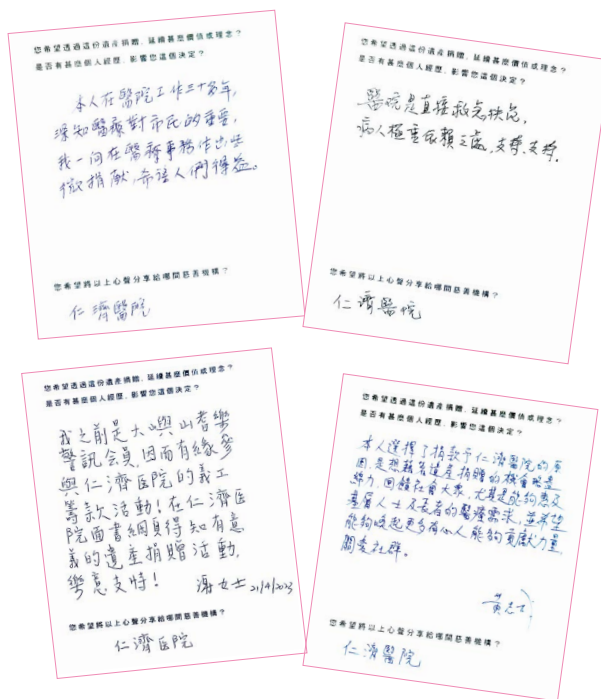 您希望透過這份遺產捐贈，延續甚麼價值或理念？
是否有甚麼個人經歷，影響您這個決定？
本人在醫院工作三十多年，
深知醫療對市民的重要，
我一向在醫療事務作出些
微捐獻，希望人們得益。
您希望將以上心聲分享給哪間慈善機構？
仁濟醫院
您希望透過這份遺產捐贈，延續甚麼價值或理念？
是否有甚麼個人經歷，影響您這個決定？
醫院是直接救急扶危，
病人極重依賴之處，支持，支持，
您希望將以上心聲分享給哪間慈善機構？
仁濟醫院
您希望透過這份遺產捐贈，延續甚麼價值或理念？
是否有甚麼個人經歷，影響您這個決定？
我之前是大嶼山耆樂
警訊会員，因而有緣參
與仁濟医院的義工
籌款活動！在仁濟医
院面書網頁得知有意
義的遺產捐贈活動，
樂意支持！
女士 21/4/2023
您希望將以上心聲分享給哪間慈善機構？
仁濟医院
您希望透過這份遺產捐贈，延續甚麼價值或理念？
是否有甚麼個人經歷，影響您這個決定？
本人選擇了捐款予仁濟醫院的原
因，是想藉着遺產捐贈的機會略盡
綿力，回饋社會大眾，尤其是能夠惠及
基層人士及長者的醫療需求，並希望
能夠喚起更多有心人能夠貢獻力量
關愛社群。
黃
您希望將以上心聲分享給哪間慈善機構？
仁濟醫院